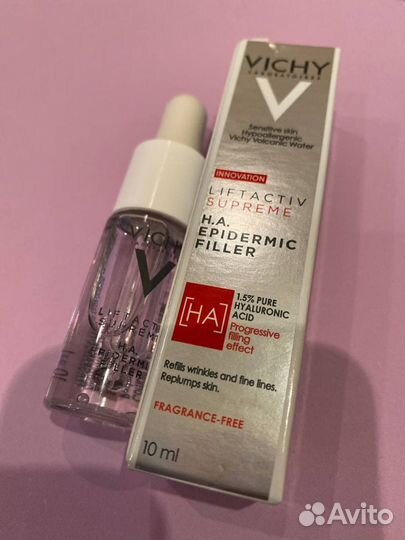 VICHY
LABORATOIRES
Sensitive skin
Hypoallergenic
Vichy Volcanic Water
INNOVATION
LIFTACTIV
SUPREME
H.A.
EPIDERMIC
FILLER
[HA]
1.5% PURE
HYALURONIC
ACID
Progressive
filling
effect
Refills wrinkles and fine lines.
Replumps skin.
FRAGRANCE-FREE
10 ml
VICHY
LIFTACTIV
SUPREME
H.A.
EPIDERMIC
FILLER
10 ml
Avito